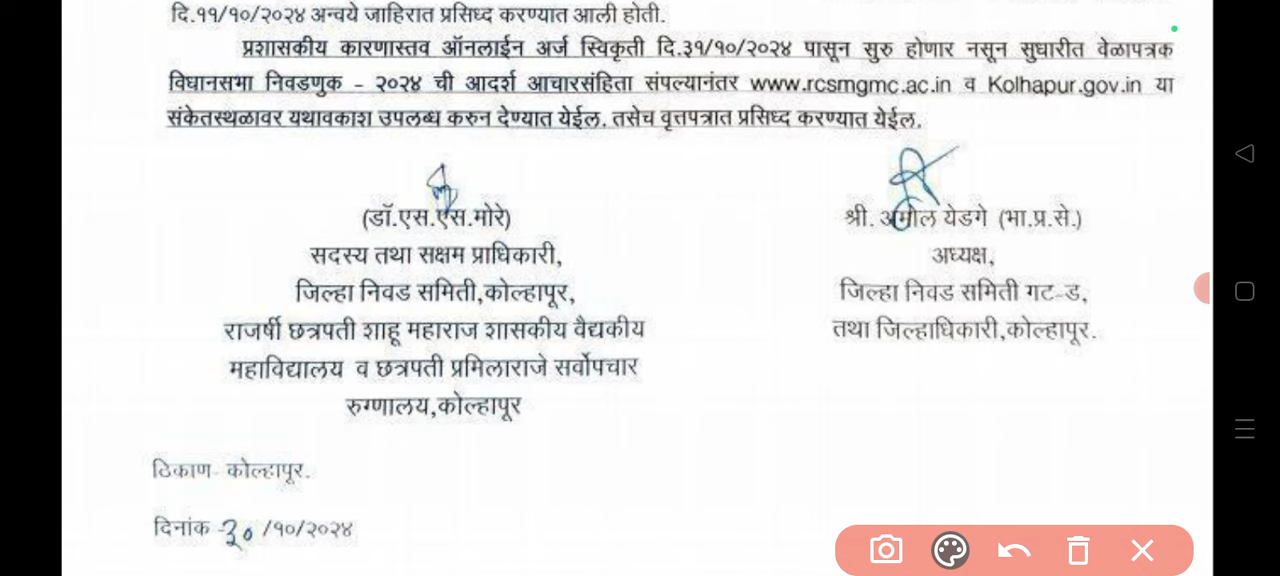 दि.११/१०/२०२४ अन्वये जाहिरात प्रसिध्द करण्यात आली होती.
प्रशासकीय कारणास्तव ऑनलाईन अर्ज स्विकृती दि.३१/१०/२०२४ पासून सुरु होणार नसून सुधारीत वेळापत्रक
विधानसभा निवडणुक - २०२४ ची आदर्श आचारसंहिता संपल्यानंतर www.rcsmgmc.ac.in व Kolhapur.gov.in या
संकेतस्थळावर यथावकाश उपलब्ध करुन देण्यात येईल. तसेच वृत्तपत्रात प्रसिध्द करण्यात येईल.
(डॉ.एस.एस.मोरे)
सदस्य तथा सक्षम प्राधिकारी,
जिल्हा निवड समिती,कोल्हापूर,
राजर्षी छत्रपती शाहू महाराज शासकीय वैद्यकीय
महाविद्यालय व छत्रपती प्रमिलाराजे सर्वोपचार
रुग्णालय,कोल्हापूर
श्री. अमोल येडगे (भा.प्र.से.)
अध्यक्ष,
जिल्हा निवड समिती गट-ड,
तथा जिल्हाधिकारी,कोल्हापूर.
ठिकाण- कोल्हापूर.
दिनांक -३०/१०/२०२४